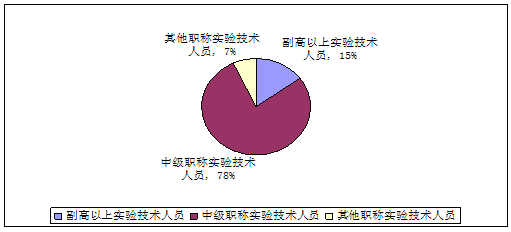 其他职称实验技术
人员, 7%
副高以上实验技术
人员, 15%
中级职称实验技术
人员, 78%
副高以上实验技术人员 中级职称实验技术人员 其他职称实验技术人员